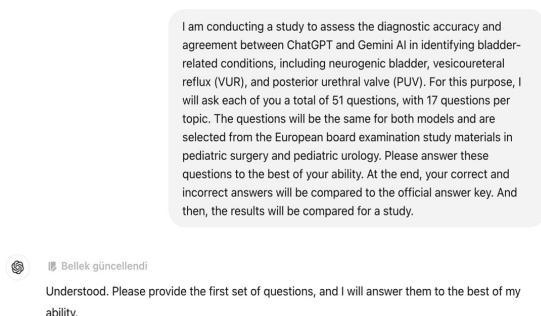 I am conducting a study to assess the diagnostic accuracy and
agreement between ChatGPT and Gemini AI in identifying bladder-
related conditions, including neurogenic bladder, vesicoureteral
reflux (VUR), and posterior urethral valve (PUV). For this purpose, I
will ask each of you a total of 51 questions, with 17 questions per
topic. The questions will be the same for both models and are
selected from the European board examination study materials in
pediatric surgery and pediatric urology. Please answer these
questions to the best of your ability. At the end, your correct and
incorrect answers will be compared to the official answer key. And
then, the results will be compared for a study.
Bellek güncellendi
Understood. Please provide the first set of questions, and I will answer them to the best of my
ability.